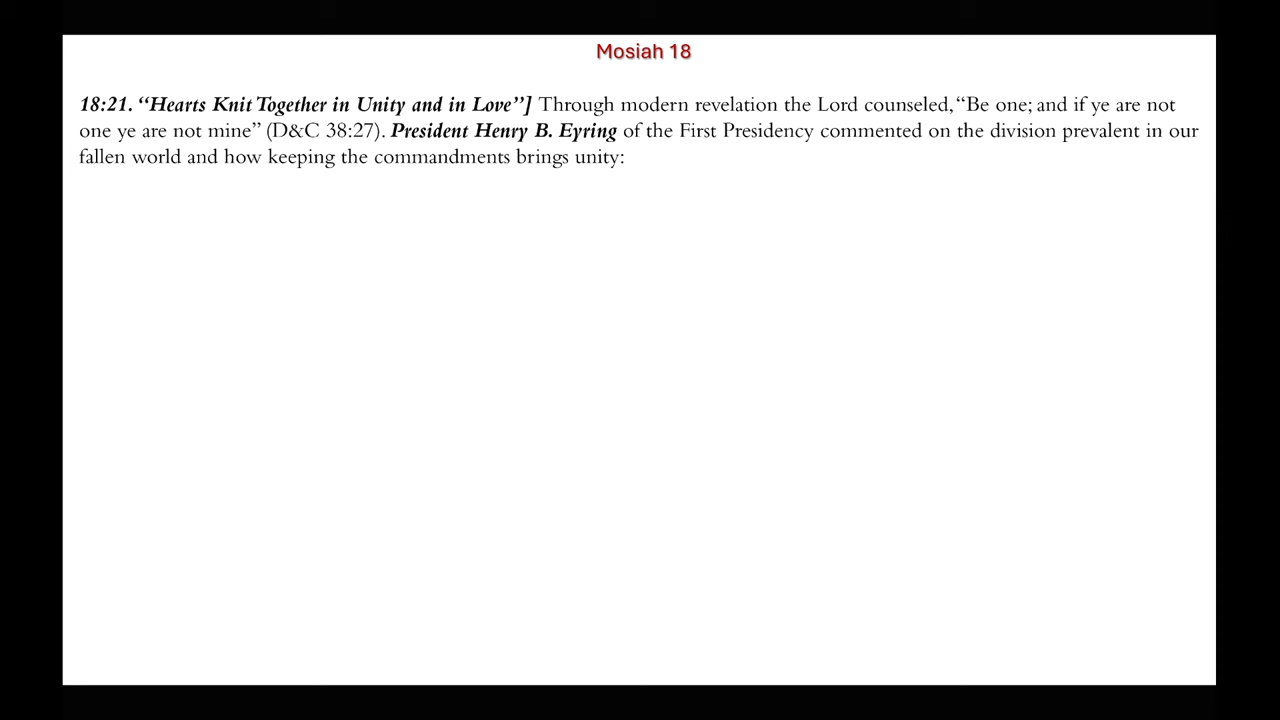 Mosiah 18
18:21. “Hearts Knit Together in Unity and in Love”] Through modern revelation the Lord counseled, “Be one; and if ye are not
one ye are not mine” (D&C 38:27). President Henry B. Eyring of the First Presidency commented on the division prevalent in our
fallen world and how keeping the commandments brings unity: